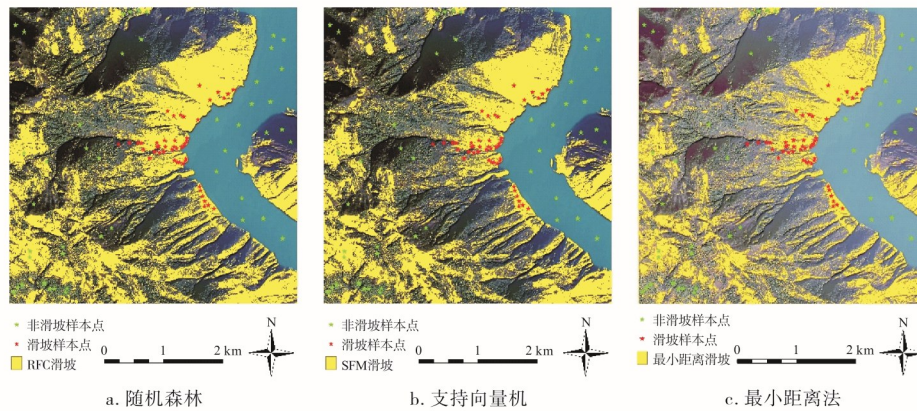 非滑坡样本点
滑坡样本点
RFC滑坡
0 1 2 km
N
a. 随机森林
非滑坡样本点
滑坡样本点
SFM滑坡
0 1 2 km
N
b. 支持向量机
非滑坡样本点
滑坡样本点
最小距离滑坡
0 1 2 km
N
c. 最小距离法